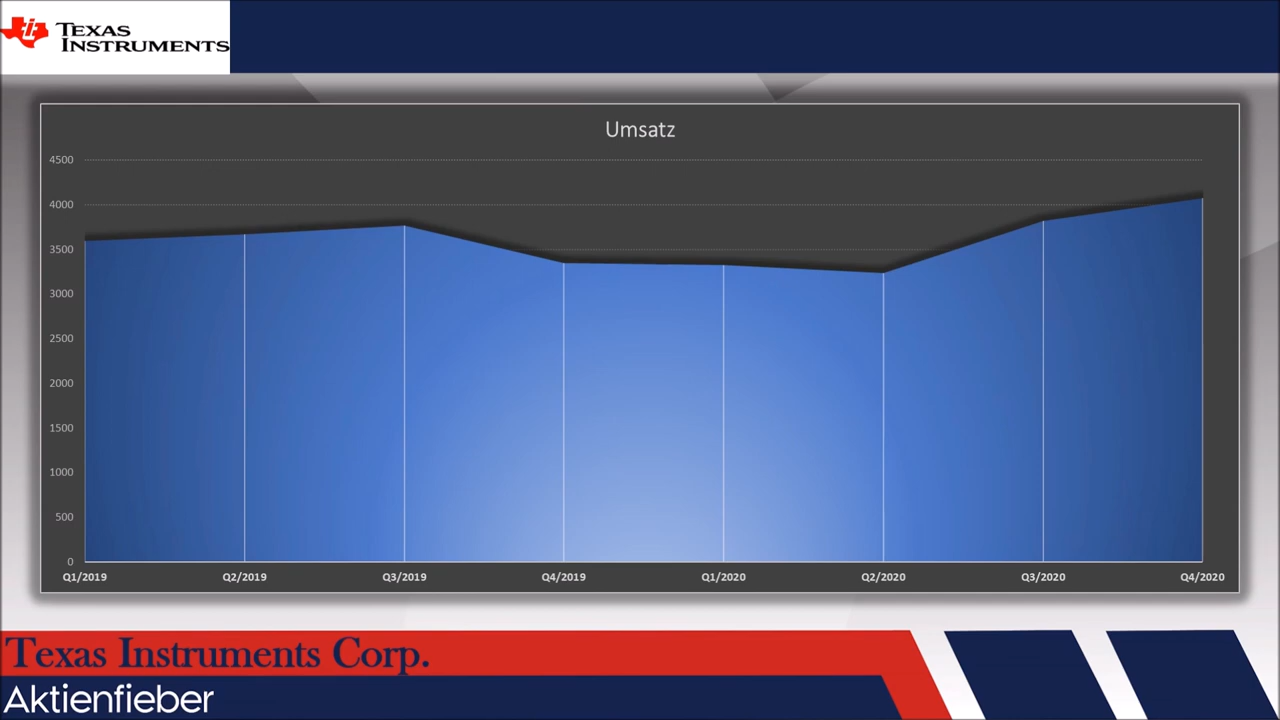 TEXAS
INSTRUMENTS
Umsatz
4500
4000
3500
3000
2500
2000
1500
1000
500
0
Q1/2019 Q2/2019 Q3/2019 Q4/2019 Q1/2020 Q2/2020 Q3/2020 Q4/2020
Texas Instruments Corp.
Aktienfieber